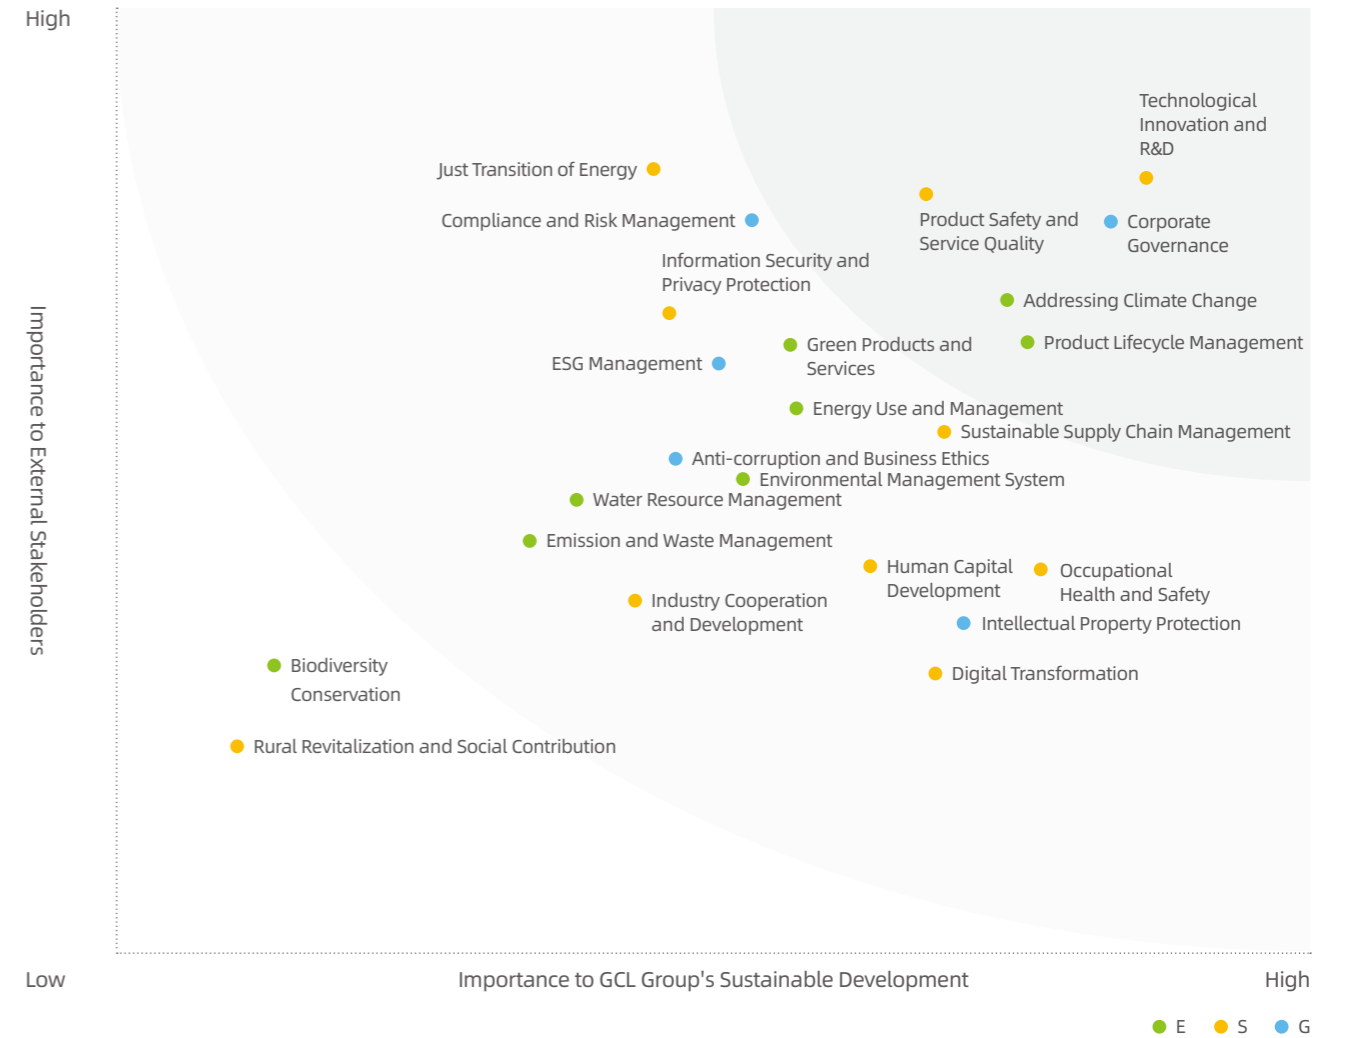 High
Technological
Innovation and
R&D
Just Transition of Energy
Product Safety and
Service Quality
Compliance and Risk Management
Corporate
Governance
Information Security and
Privacy Protection
Addressing Climate Change
Product Lifecycle Management
Green Products and
Services
ESG Management
Energy Use and Management
Sustainable Supply Chain Management
Anti-corruption and Business Ethics
Environmental Management System
Water Resource Management
Emission and Waste Management
Human Capital
Development
Occupational
Health and Safety
Industry Cooperation
and Development
Intellectual Property Protection
Biodiversity
Conservation
Digital Transformation
Rural Revitalization and Social Contribution
Importance to External Stakeholders
Low
Importance to GCL Group's Sustainable Development
High
E
S
G